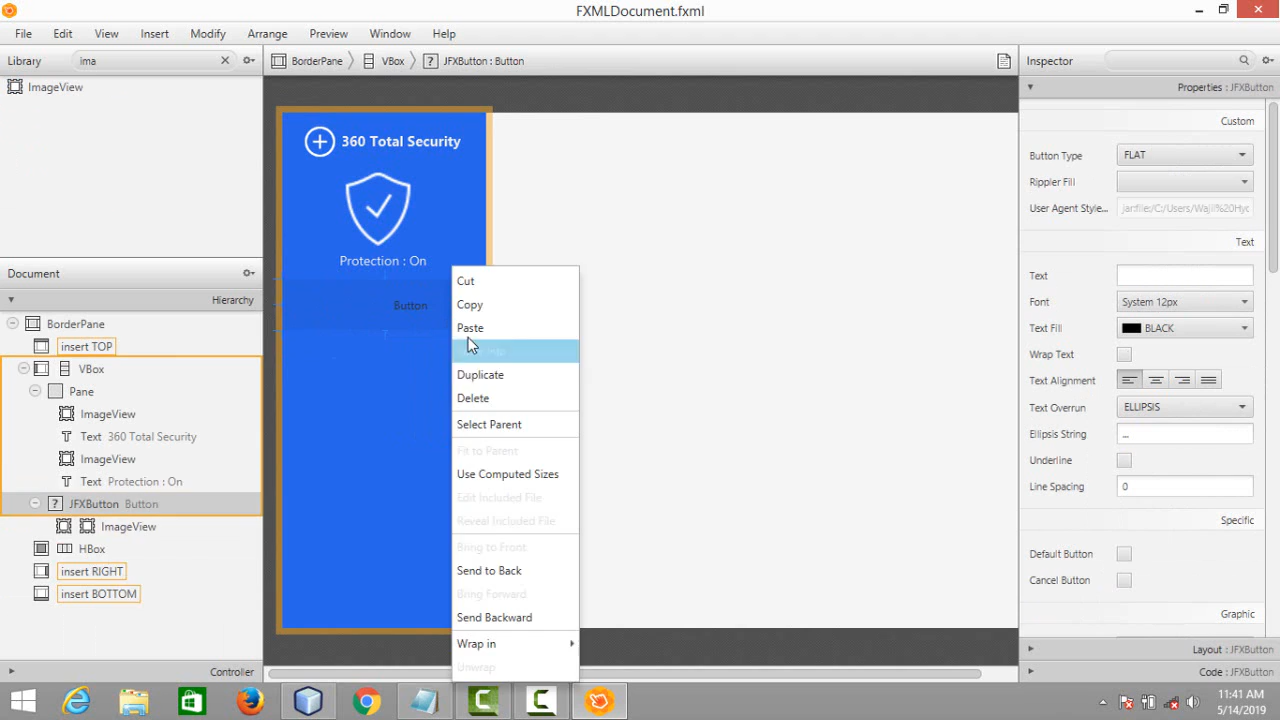 FXMLDocument.fxml
File Edit View Insert Modify Arrange Preview Window Help
Library ima
BorderPane VBox JFXButton : Button
Inspector
ImageView
Properties : JFXButton
Custom
Button Type FLAT
Rippler Fill
User Agent Style... jar:file:/C:/Users/Wajii%20Hyc
Text
Text
Font System 12px
Text Fill BLACK
Wrap Text
Text Alignment
Text Overrun ELLIPSIS
Ellipsis String ...
Underline
Line Spacing 0
Specific
Default Button
Cancel Button
Graphic
Layout : JFXButton
Code : JFXButton
360 Total Security
Protection : On
Button
Cut
Copy
Paste
Duplicate
Delete
Select Parent
Fit to Parent
Use Computed Sizes
Edit Included File
Reveal Included File
Bring to Front
Send to Back
Bring Forward
Send Backward
Wrap in
Unwrap
Document
Hierarchy
BorderPane
insert TOP
VBox
Pane
ImageView
Text 360 Total Security
ImageView
Text Protection : On
JFXButton Button
ImageView
HBox
insert RIGHT
insert BOTTOM
Controller
11:41 AM
5/14/2019